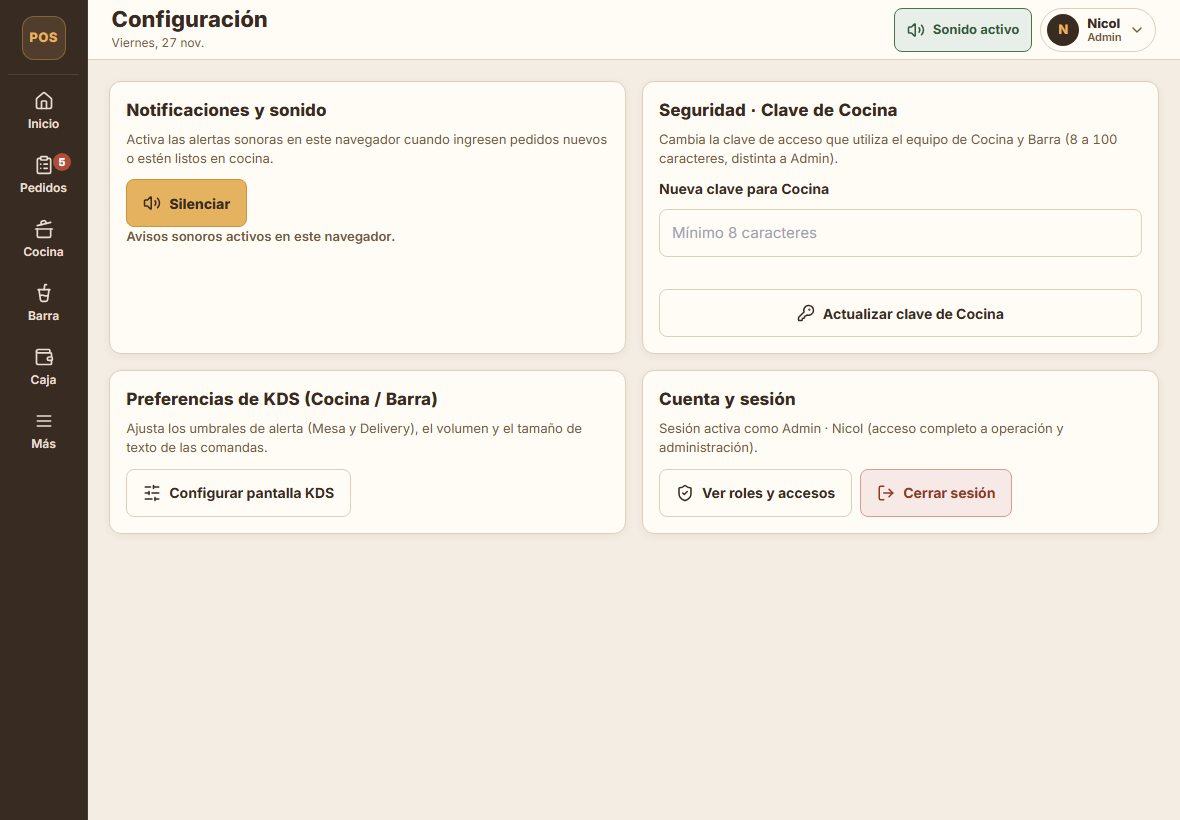 POS
Inicio
5
Pedidos
Cocina
Barra
Caja
Más
Configuración
Viernes, 27 nov.
Sonido activo
N
Nicol
Admin
Notificaciones y sonido
Activa las alertas sonoras en este navegador cuando ingresen pedidos nuevos
o estén listos en cocina.
Silenciar
Avisos sonoros activos en este navegador.
Seguridad · Clave de Cocina
Cambia la clave de acceso que utiliza el equipo de Cocina y Barra (8 a 100
caracteres, distinta a Admin).
Nueva clave para Cocina
Mínimo 8 caracteres
Actualizar clave de Cocina
Preferencias de KDS (Cocina / Barra)
Ajusta los umbrales de alerta (Mesa y Delivery), el volumen y el tamaño de
texto de las comandas.
Configurar pantalla KDS
Cuenta y sesión
Sesión activa como Admin · Nicol (acceso completo a operación y
administración).
Ver roles y accesos
Cerrar sesión